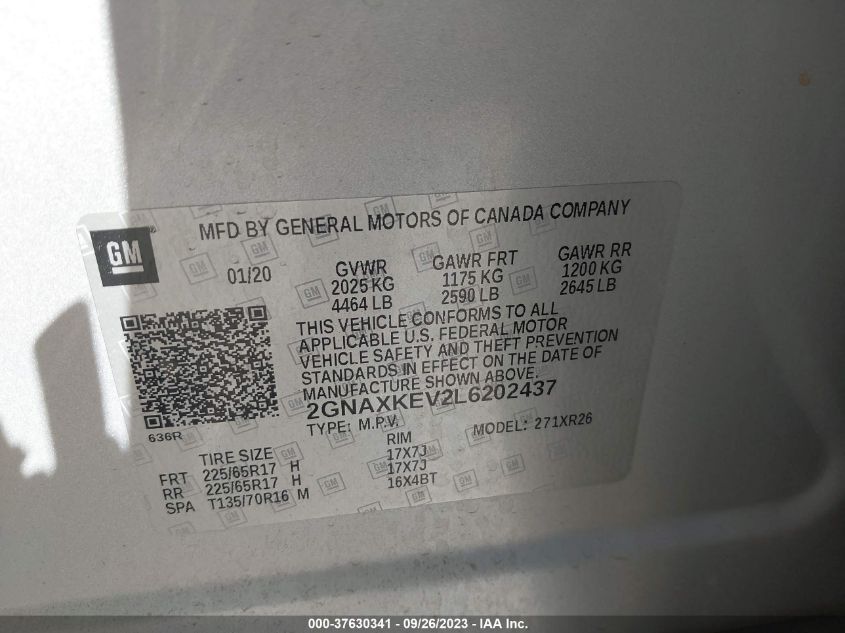 GM
MFD BY GENERAL MOTORS OF CANADA COMPANY
01/20
GVWR GAWR FRT GAWR RR
2025 KG 1175 KG 1200 KG
4464 LB 2590 LB 2645 LB
THIS VEHICLE CONFORMS TO ALL
APPLICABLE U.S. FEDERAL MOTOR
VEHICLE SAFETY AND THEFT PREVENTION
STANDARDS IN EFFECT ON THE DATE OF
MANUFACTURE SHOWN ABOVE.
2GNAXKEV2L6202437
TYPE: M.P.V. MODEL: 271XR26
636R
TIRE SIZE RIM
FRT 225/65R17 H 17X7J
RR 225/65R17 H 17X7J
SPA T135/70R16 M 16X4BT
000-37630341 - 09/26/2023 - IAA Inc.